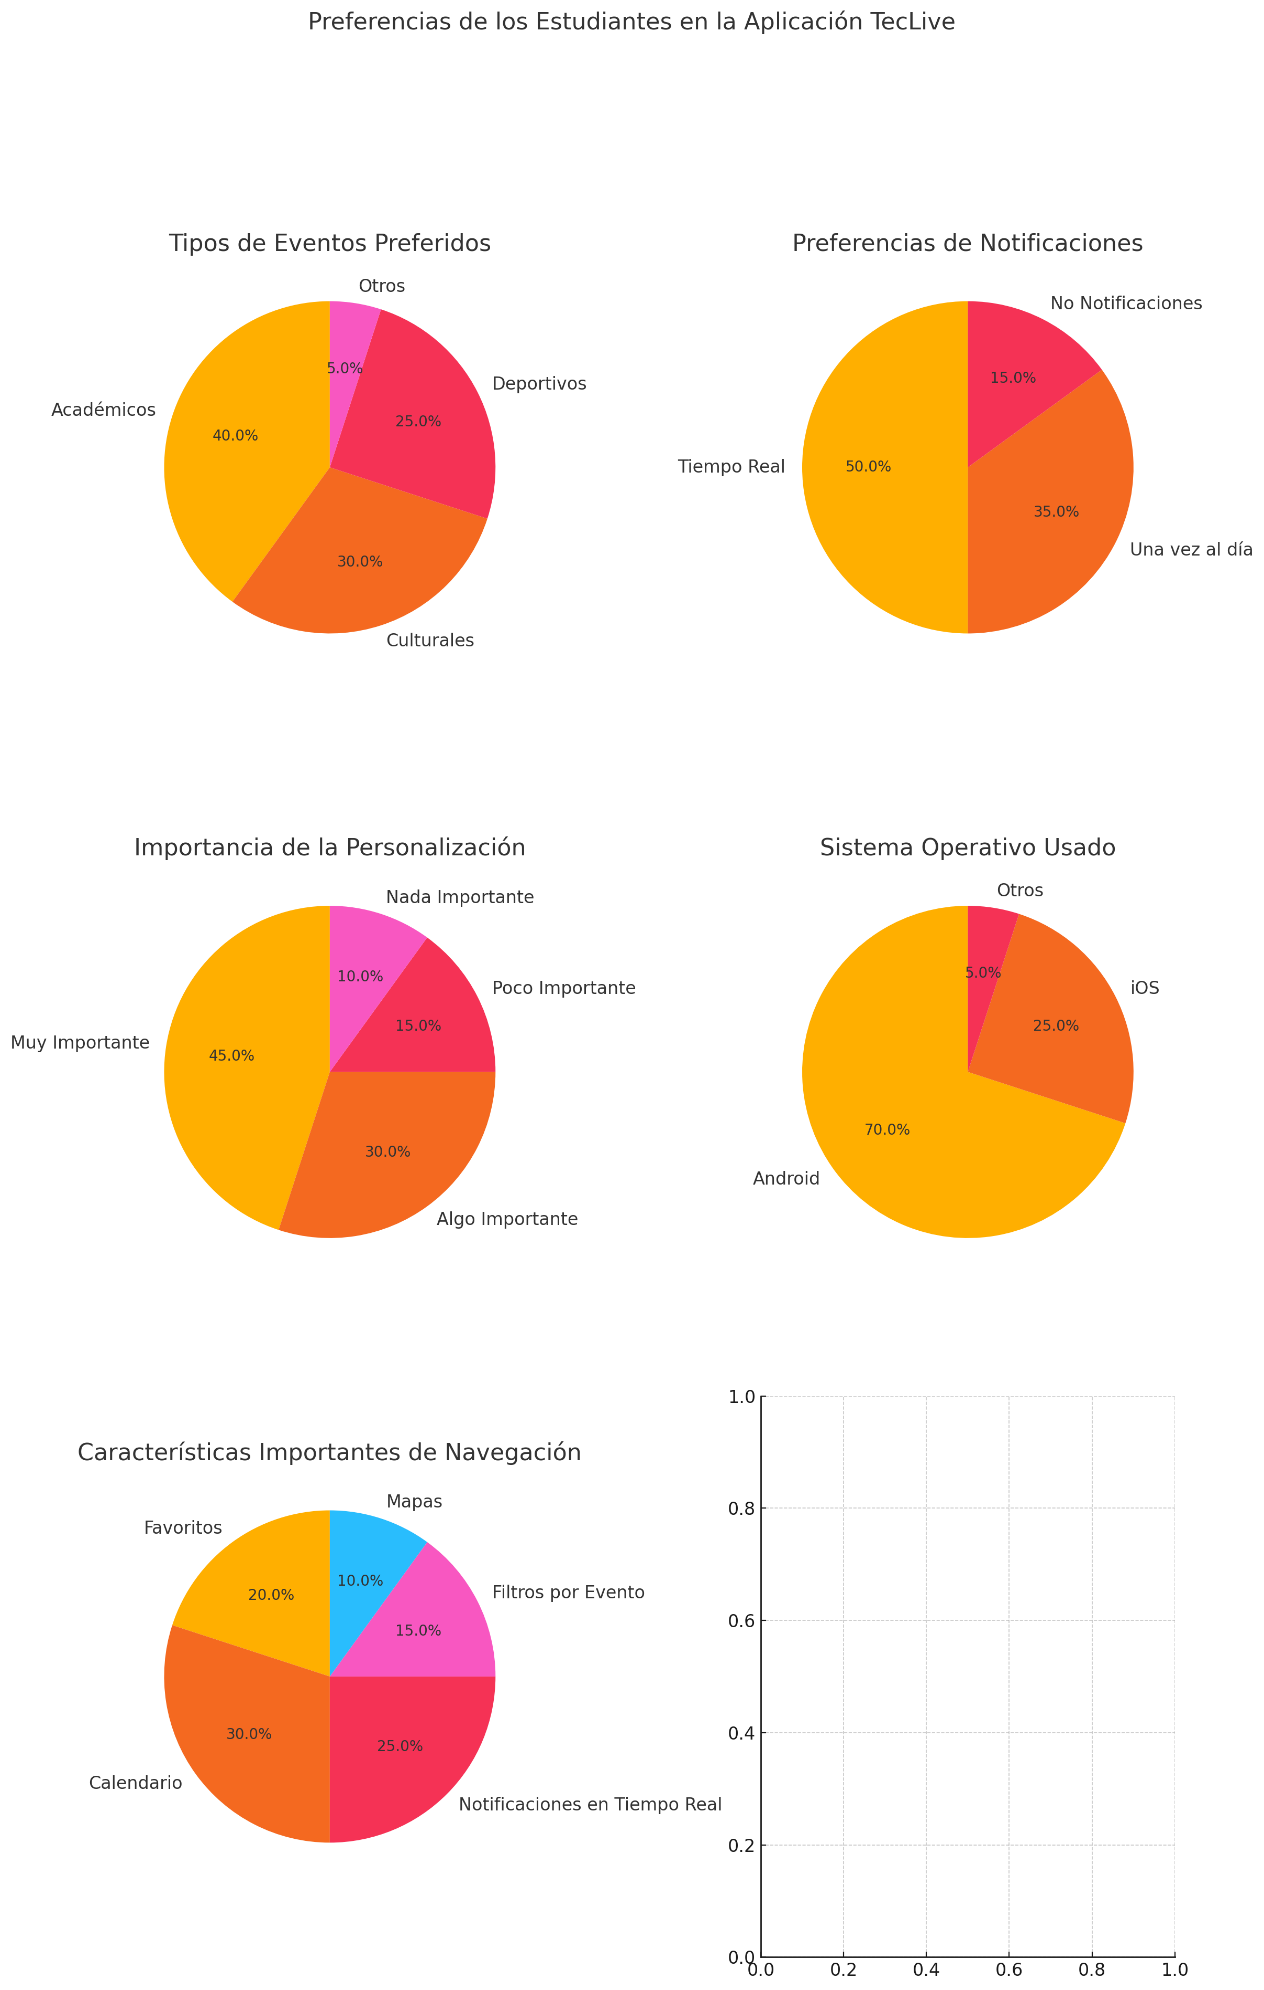 Preferencias de los Estudiantes en la Aplicación TecLive
Tipos de Eventos Preferidos
Otros
5.0%
Deportivos
25.0%
Académicos
40.0%
30.0%
Culturales
Preferencias de Notificaciones
No Notificaciones
15.0%
Tiempo Real
50.0%
35.0%
Una vez al día
Importancia de la Personalización
Nada Importante
10.0%
Poco Importante
15.0%
Muy Importante
45.0%
30.0%
Algo Importante
Sistema Operativo Usado
Otros
5.0%
iOS
25.0%
70.0%
Android
Características Importantes de Navegación
Mapas
Favoritos
10.0%
20.0%
Filtros por Evento
15.0%
30.0%
25.0%
Calendario
Notificaciones en Tiempo Real
1.0
0.8
0.6
0.4
0.2
0.0
0.0 0.2 0.4 0.6 0.8 1.0